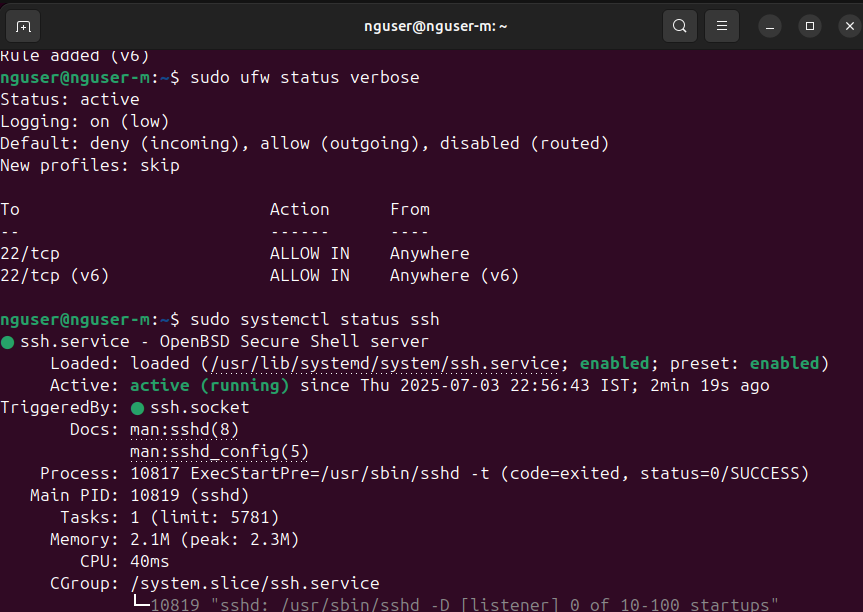 nguser@nguser-m: ~
Rule added (v6)
nguser@nguser-m:~$ sudo ufw status verbose
Status: active
Logging: on (low)
Default: deny (incoming), allow (outgoing), disabled (routed)
New profiles: skip
To                         Action      From
--                         ------      ----
22/tcp                     ALLOW IN    Anywhere
22/tcp (v6)                ALLOW IN    Anywhere (v6)
nguser@nguser-m:~$ sudo systemctl status ssh
● ssh.service - OpenBSD Secure Shell server
     Loaded: loaded (/usr/lib/systemd/system/ssh.service; enabled; preset: enabled)
     Active: active (running) since Thu 2025-07-03 22:56:43 IST; 2min 19s ago
TriggeredBy: ● ssh.socket
       Docs: man:sshd(8)
             man:sshd_config(5)
    Process: 10817 ExecStartPre=/usr/sbin/sshd -t (code=exited, status=0/SUCCESS)
   Main PID: 10819 (sshd)
      Tasks: 1 (limit: 5781)
     Memory: 2.1M (peak: 2.3M)
        CPU: 40ms
     CGroup: /system.slice/ssh.service
             └─10819 "sshd: /usr/sbin/sshd -D [listener] 0 of 10-100 startups"